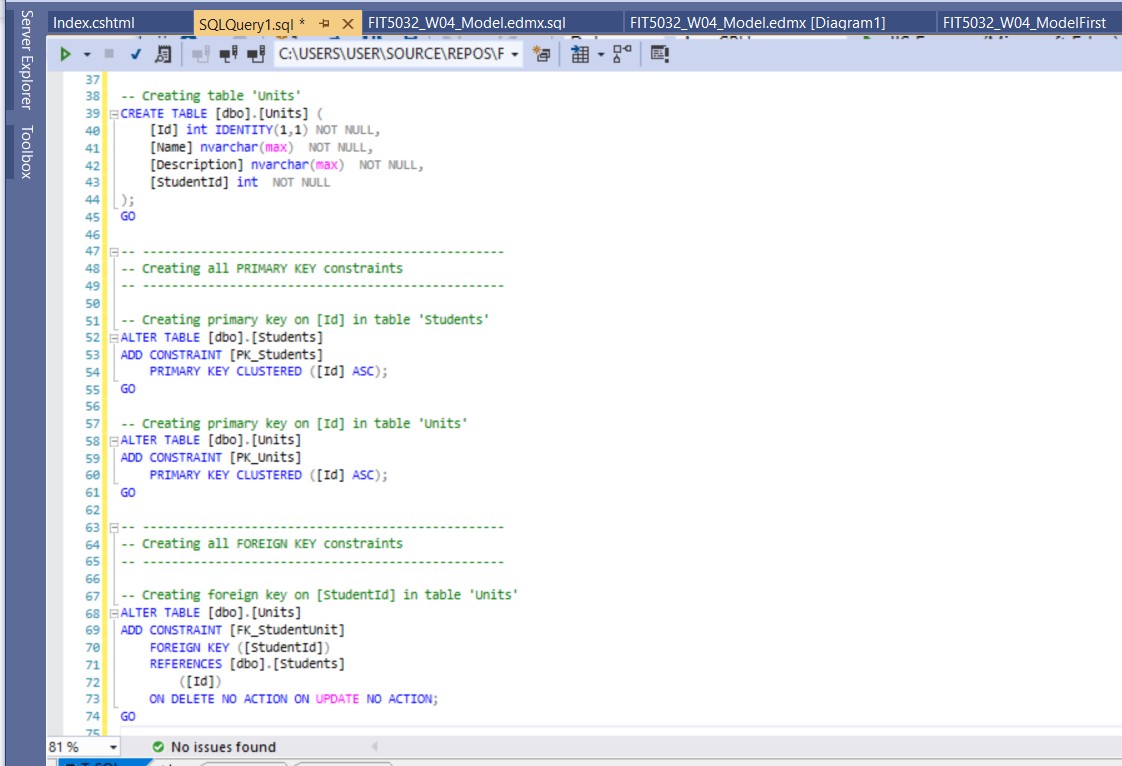 Server Explorer
Toolbox
Index.cshtml
SQLQuery1.sql *
FIT5032_W04_Model.edmx.sql
FIT5032_W04_Model.edmx [Diagram1]
FIT5032_W04_ModelFirst
C:\USERS\USER\SOURCE\REPOS\F
37
38 -- Creating table 'Units'
39 CREATE TABLE [dbo].[Units] (
40 [Id] int IDENTITY(1,1) NOT NULL,
41 [Name] nvarchar(max)  NOT NULL,
42 [Description] nvarchar(max)  NOT NULL,
43 [StudentId] int  NOT NULL
44 );
45 GO
46
47 -- --------------------------------------------------
48 -- Creating all PRIMARY KEY constraints
49 -- --------------------------------------------------
50
51 -- Creating primary key on [Id] in table 'Students'
52 ALTER TABLE [dbo].[Students]
53 ADD CONSTRAINT [PK_Students]
54 PRIMARY KEY CLUSTERED ([Id] ASC);
55 GO
56
57 -- Creating primary key on [Id] in table 'Units'
58 ALTER TABLE [dbo].[Units]
59 ADD CONSTRAINT [PK_Units]
60 PRIMARY KEY CLUSTERED ([Id] ASC);
61 GO
62
63 -- --------------------------------------------------
64 -- Creating all FOREIGN KEY constraints
65 -- --------------------------------------------------
66
67 -- Creating foreign key on [StudentId] in table 'Units'
68 ALTER TABLE [dbo].[Units]
69 ADD CONSTRAINT [FK_StudentUnit]
70 FOREIGN KEY ([StudentId])
71 REFERENCES [dbo].[Students]
72 ([Id])
73 ON DELETE NO ACTION ON UPDATE NO ACTION;
74 GO
75
81 %
No issues found